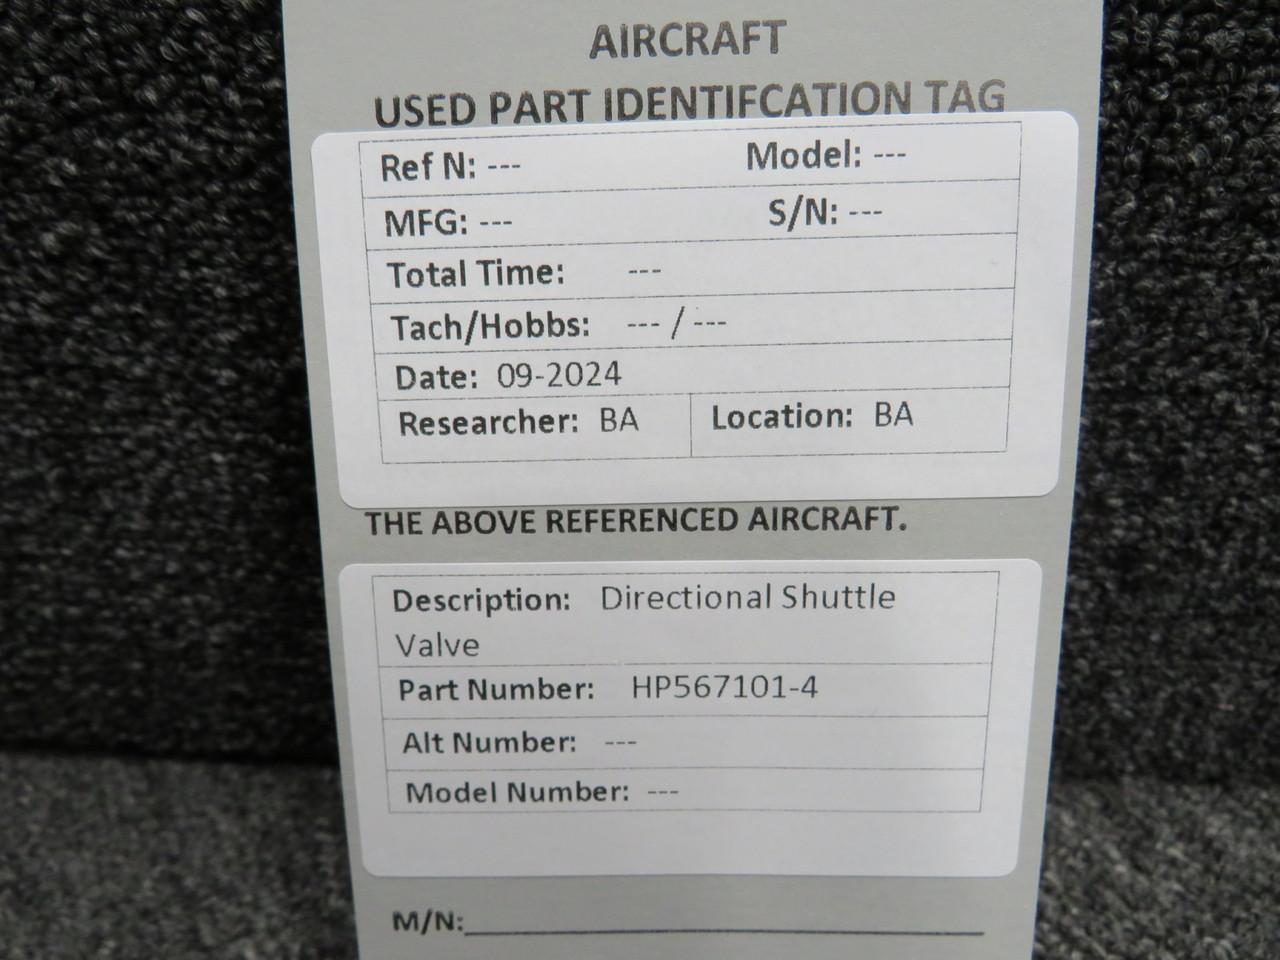 AIRCRAFT
USED PART IDENTIFCATION TAG
Ref N: --- Model: ---
MFG: --- S/N: ---
Total Time: ---
Tach/Hobbs: --- / ---
Date: 09-2024
Researcher: BA Location: BA
THE ABOVE REFERENCED AIRCRAFT.
Description: Directional Shuttle
Valve
Part Number: HP567101-4
Alt Number: ---
Model Number: ---
M/N: